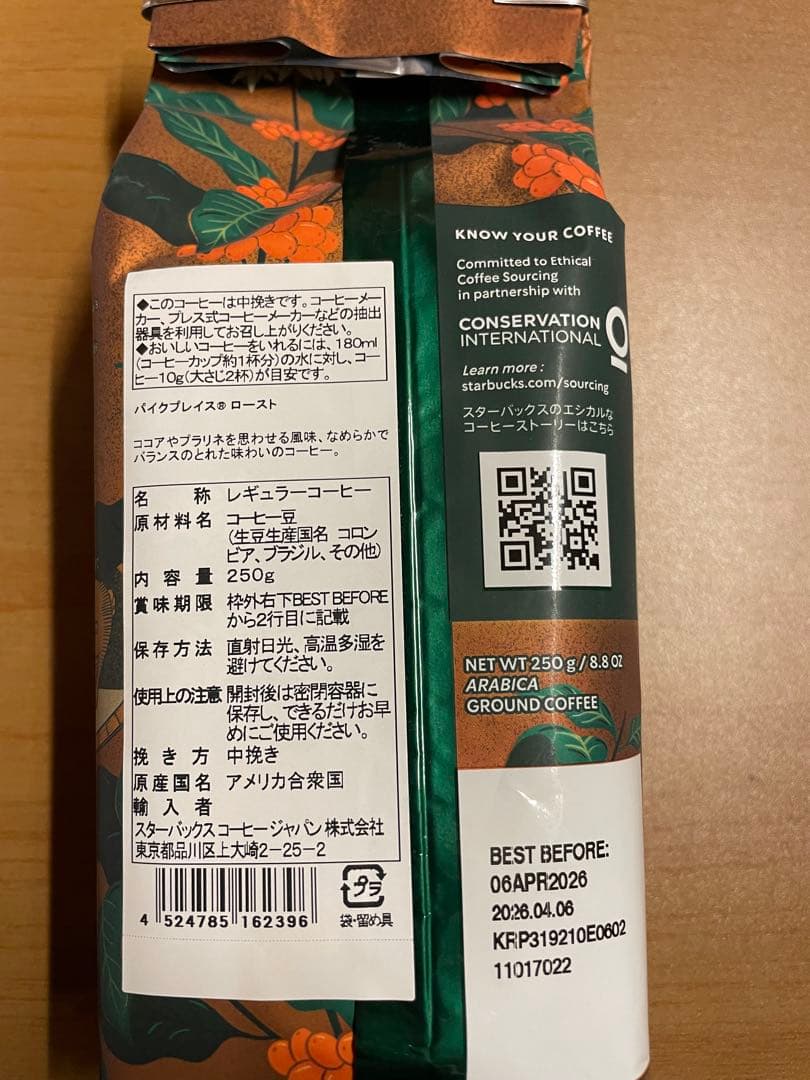 ◆このコーヒーは中挽きです。コーヒーメー
カー、プレス式コーヒーメーカーなどの抽出
器具を利用してお召し上がりください。
◆おいしいコーヒーをいれるには、180ml
(コーヒーカップ約1杯分)の水に対し、コー
ヒー10g(大さじ2杯)が目安です。
パイクプレイス® ロースト
ココアやプラリネを思わせる風味、なめらかで
バランスのとれた味わいのコーヒー。
名称 レギュラーコーヒー
原材料名 コーヒー豆
(生豆生産国名 コロン
ビア、ブラジル、その他)
内容量 250g
賞味期限 枠外右下BEST BEFORE
から2行目に記載
保存方法 直射日光、高温多湿を
避けてください。
使用上の注意 開封後は密閉容器に
保存し、できるだけお早
めにご使用ください。
挽き方 中挽き
原産国名 アメリカ合衆国
輸入者
スターバックス コーヒー ジャパン 株式会社
東京都品川区上大崎2-25-2
4 524785 162396
プラ
袋・留め具
KNOW YOUR COFFEE
Committed to Ethical
Coffee Sourcing
in partnership with
CONSERVATION
INTERNATIONAL
Learn more :
starbucks.com/sourcing
スターバックスのエシカルな
コーヒーストーリーはこちら
NET WT 250 g / 8.8 OZ
ARABICA
GROUND COFFEE
BEST BEFORE:
06APR2026
2026.04.06
KRP319210E0602
11017022